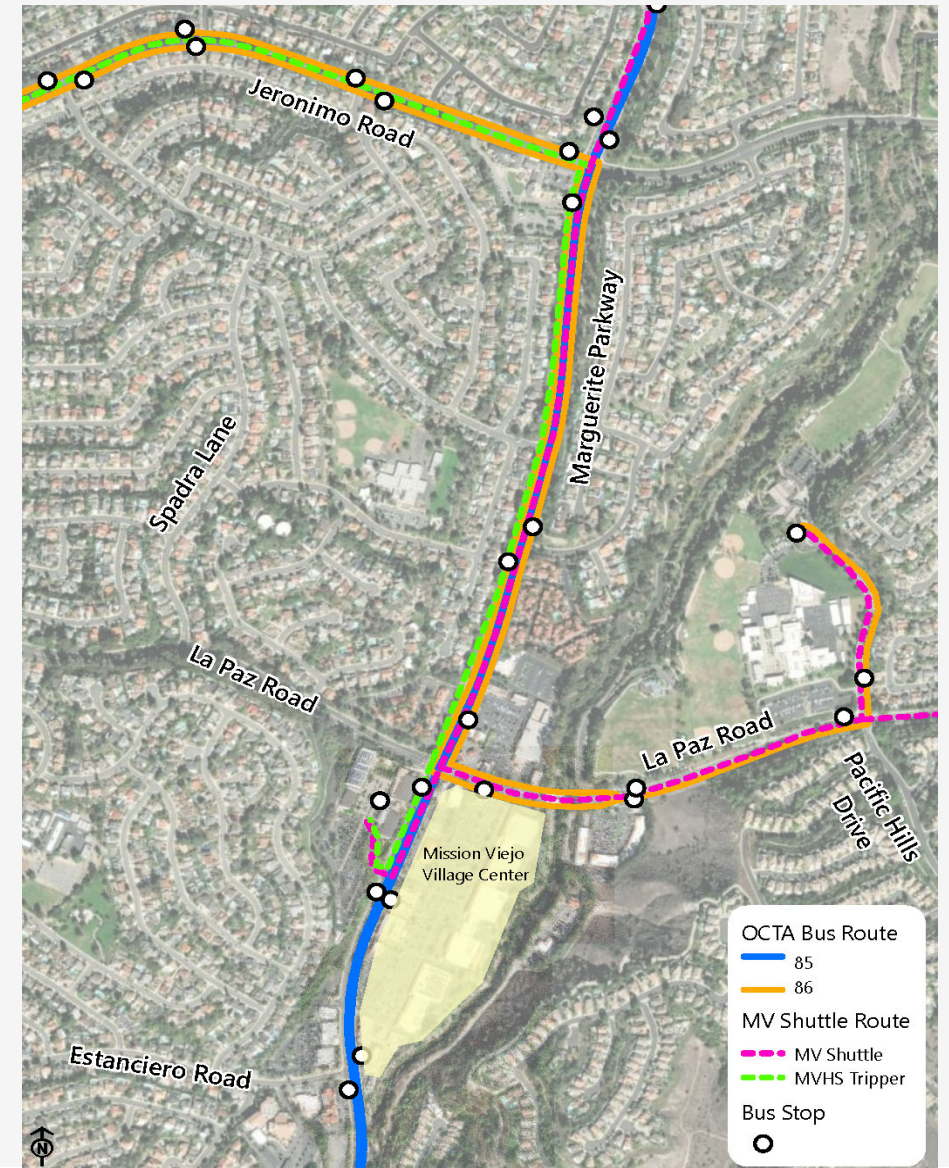 Jeronimo Road
Marguerite Parkway
Spadra Lane
La Paz Road
La Paz Road
Pacific Hills
Drive
Mission Viejo
Village Center
Estanciero Road
OCTA Bus Route
85
86
MV Shuttle Route
MV Shuttle
MVHS Tripper
Bus Stop
N